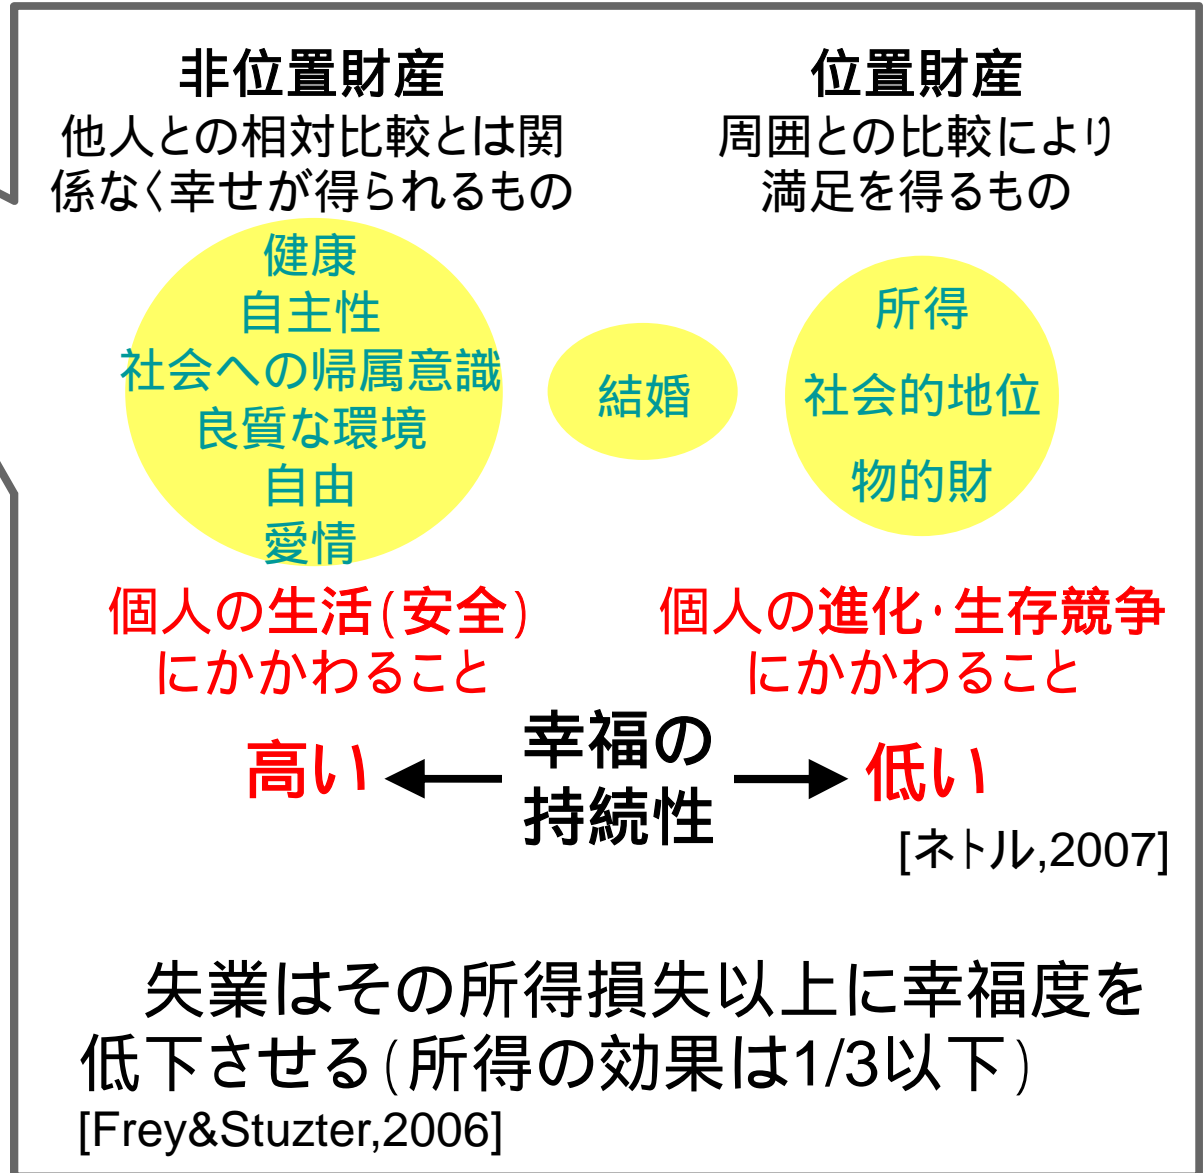 非位置財産
他人との相対比較とは関
係なく幸せが得られるもの
健康
自主性
社会への帰属意識
良質な環境
自由
愛情
個人の生活(安全)
にかかわること
結婚
位置財産
周囲との比較により
満足を得るもの
所得
社会的地位
物的財
個人の進化・生存競争
にかかわること
高い
幸福の
持続性
低い
[ネトル,2007]
失業はその所得損失以上に幸福度を
低下させる(所得の効果は1/3以下)
[Frey&Stuzter,2006]